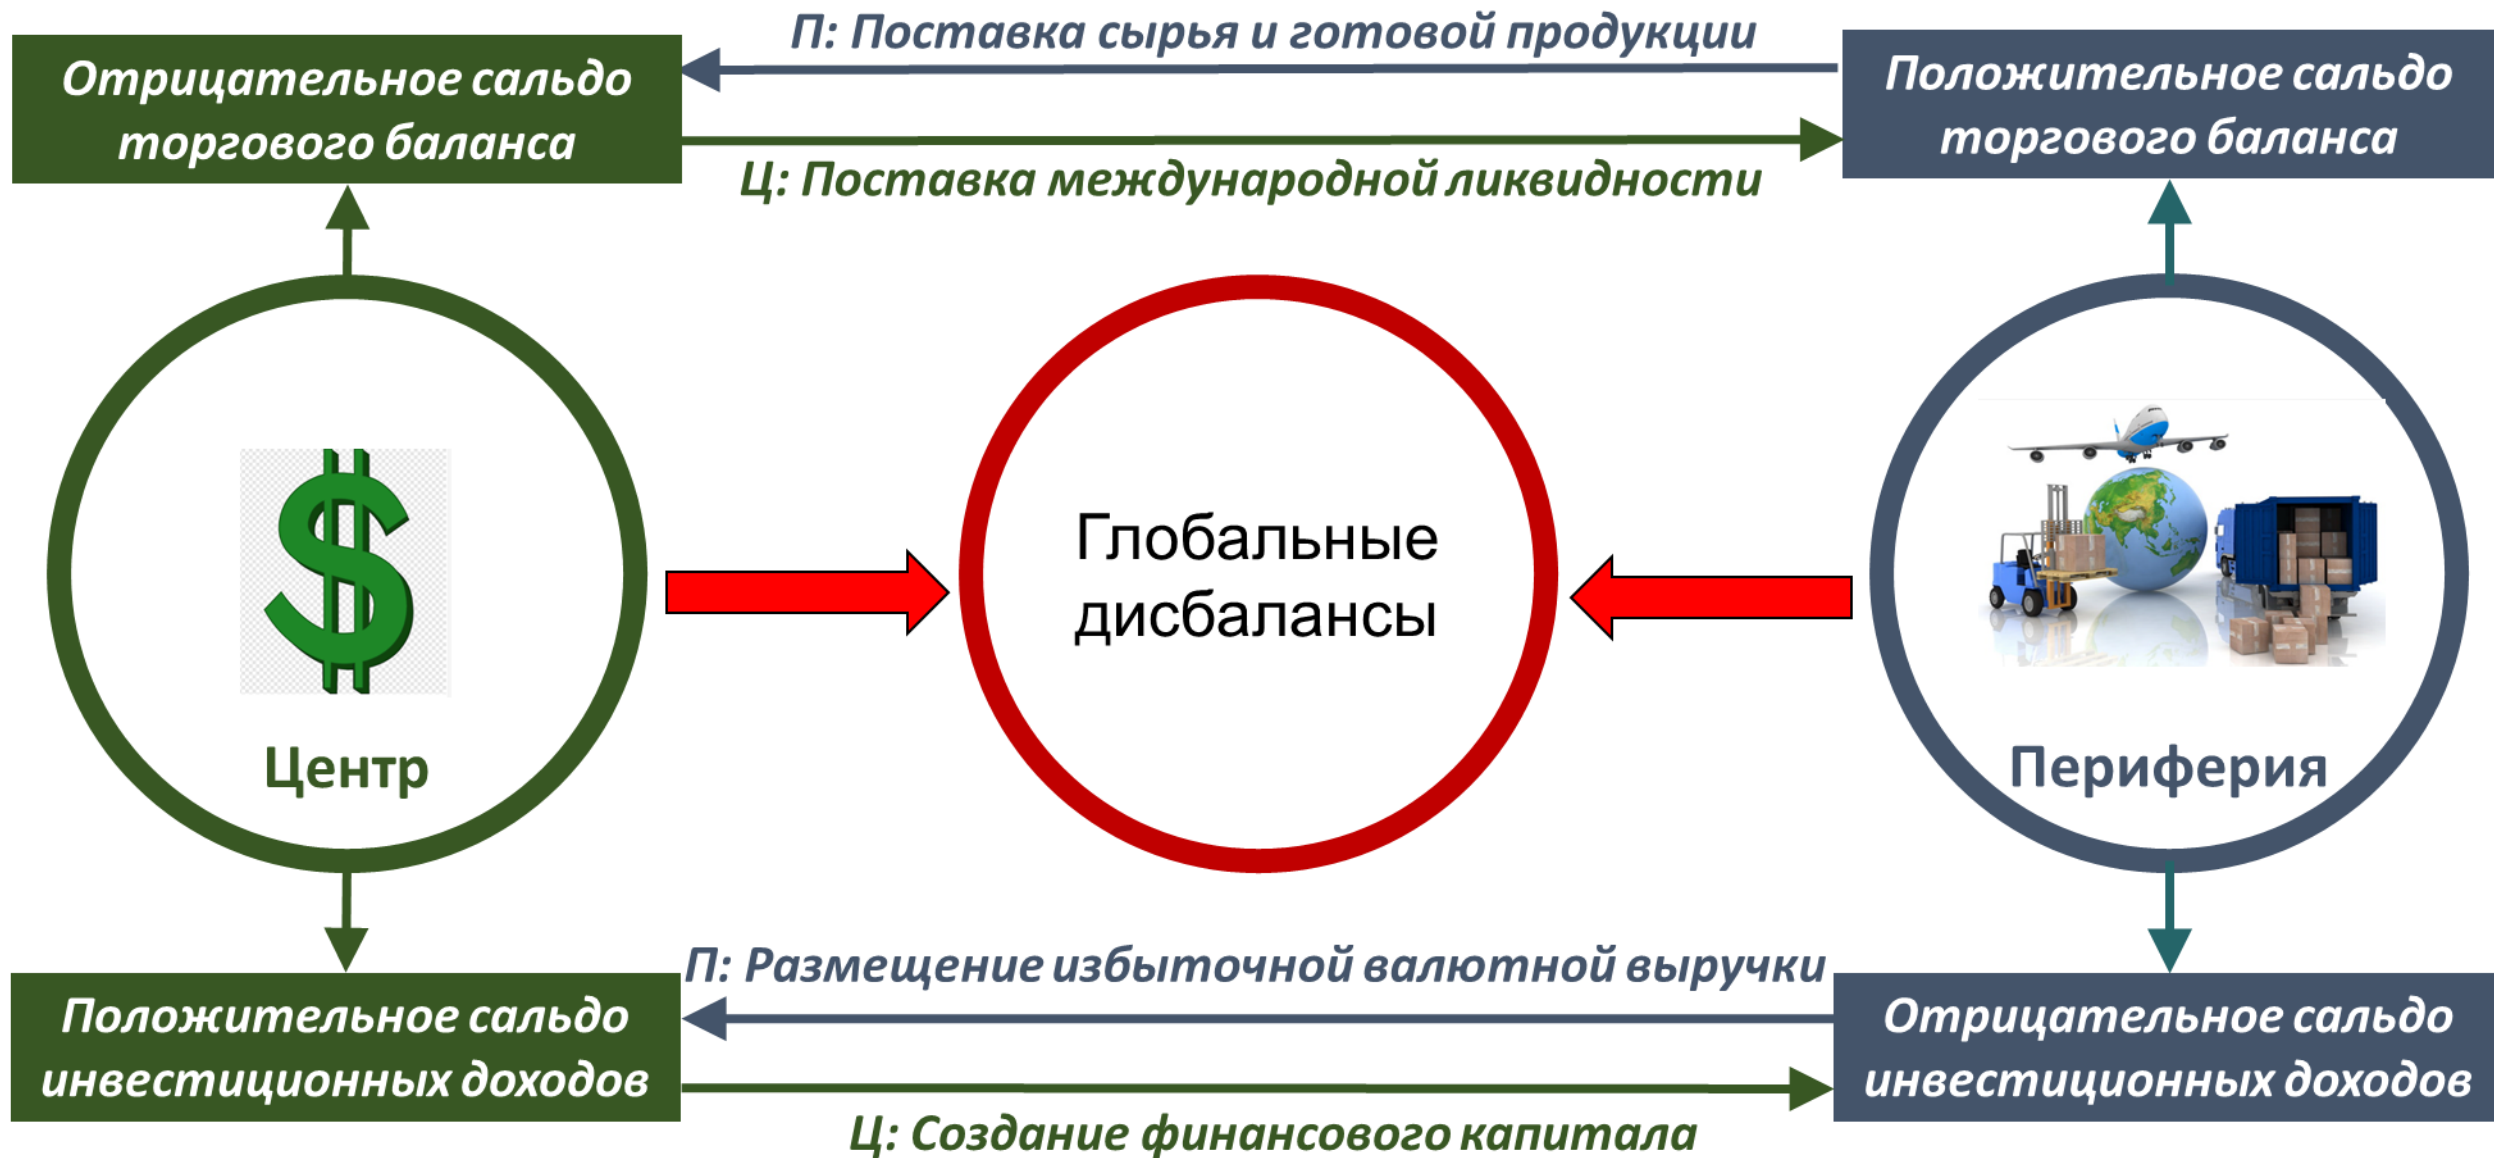 П: Поставка сырья и готовой продукции
Отрицательное сальдо
торгового баланса
Положительное сальдо
торгового баланса
Ц: Поставка международной ликвидности
$
Глобальные
дисбалансы
Центр
Периферия
П: Размещение избыточной валютной выручки
Положительное сальдо
инвестиционных доходов
Отрицательное сальдо
инвестиционных доходов
Ц: Создание финансового капитала